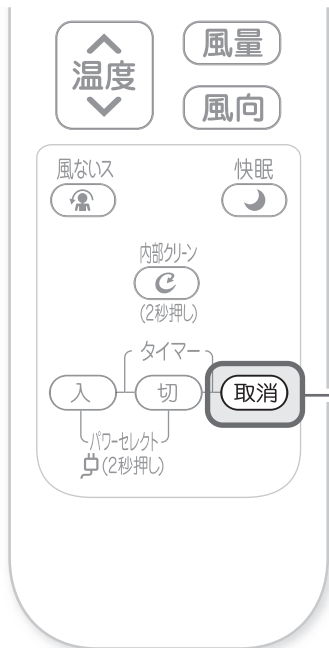 温度
風量
風向
風ないス
快眠
内部クリーン
(2秒押し)
タイマー
入
切
取消
パワーセレクト
(2秒押し)